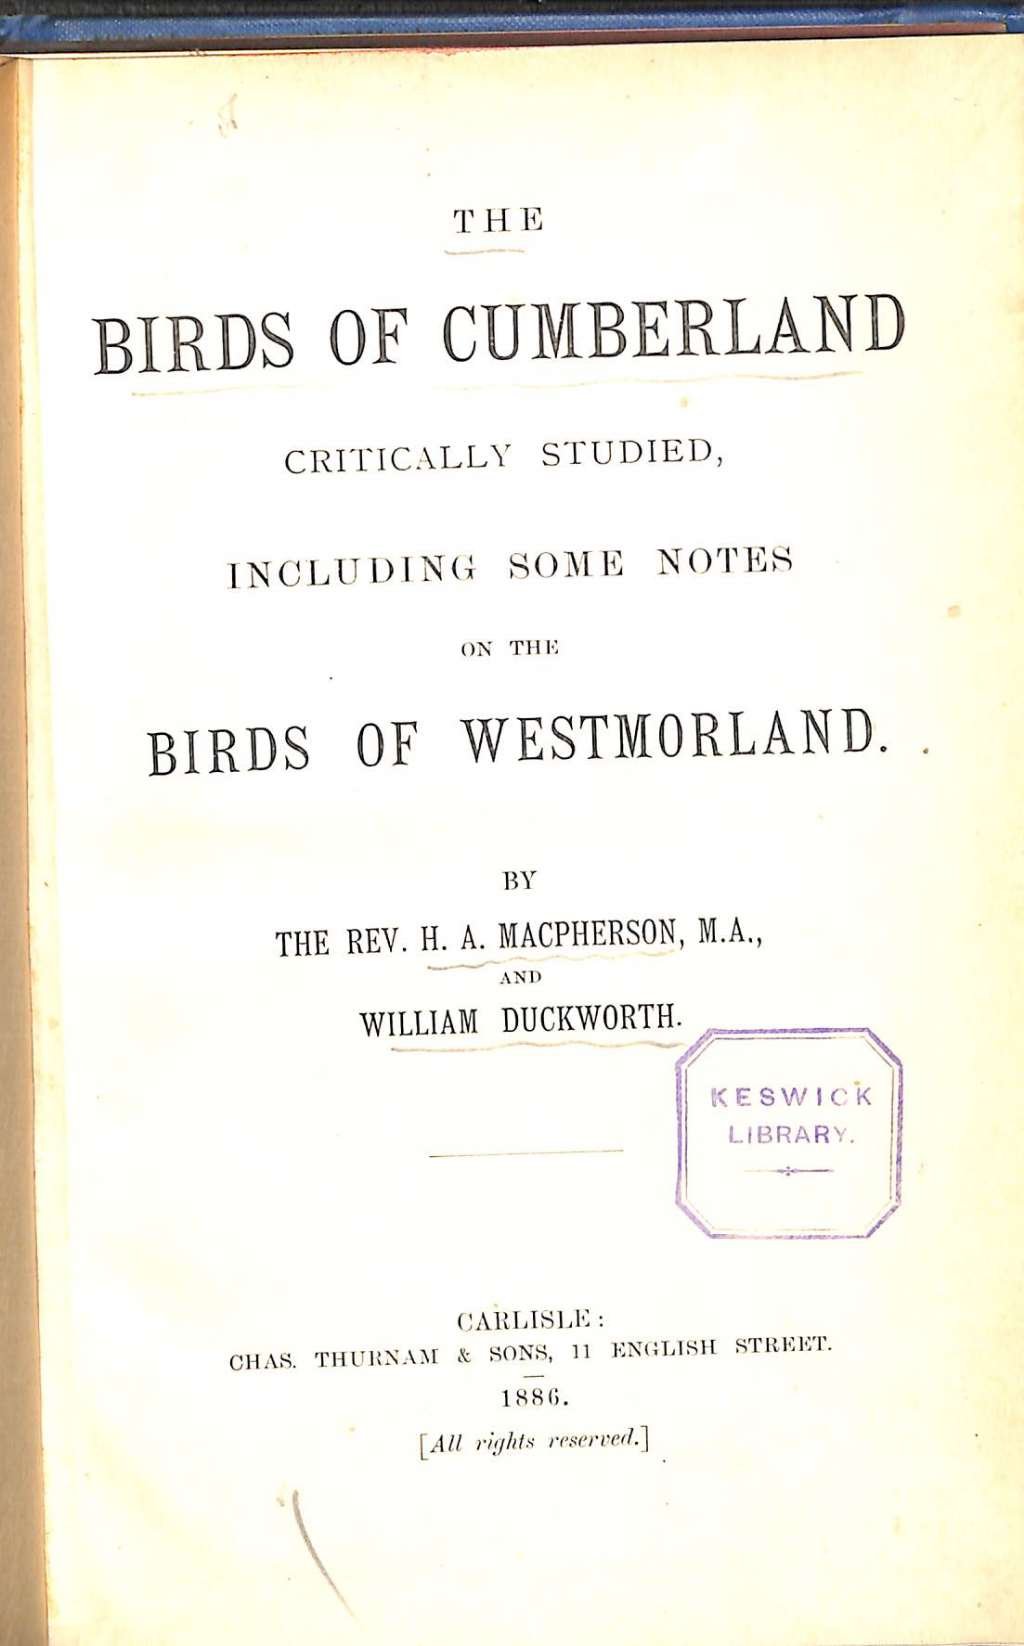 THE
BIRDS OF CUMBERLAND
CRITICALLY STUDIED,
INCLUDING SOME NOTES
ON THE
BIRDS OF WESTMORLAND.
BY
THE REV. H. A. MACPHERSON, M.A.,
AND
WILLIAM DUCKWORTH.
KESWICK
LIBRARY.
CARLISLE:
CHAS. THURNAM & SONS, 11 ENGLISH STREET.
1886.
[All rights reserved.]